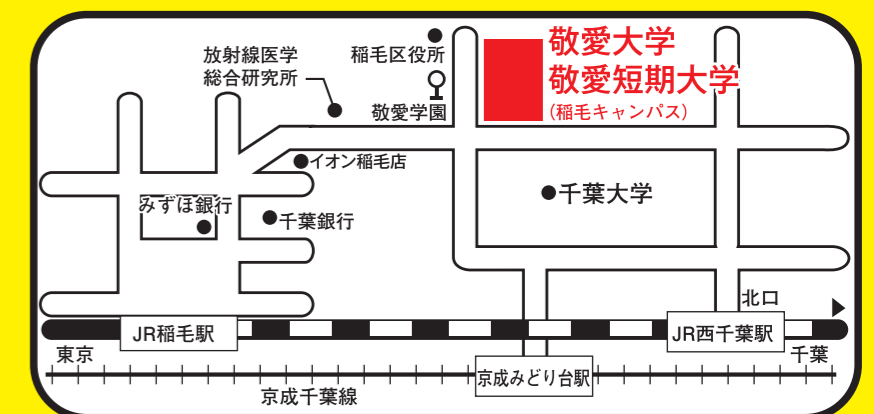 敬愛大学
敬愛短期大学
(稲毛キャンパス)
放射線医学
総合研究所
稲毛区役所
敬愛学園
イオン稲毛店
みずほ銀行
千葉銀行
千葉大学
北口
JR稲毛駅
JR西千葉駅
東京
千葉
京成みどり台駅
京成千葉線